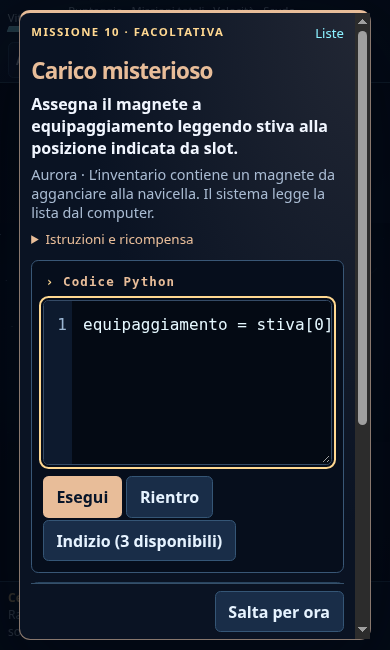 MISSIONE 10 · FACOLTATIVA
Liste
Carico misterioso
Assegna il magnete a
equipaggiamento leggendo stiva alla
posizione indicata da slot.
Aurora · L’inventario contiene un magnete da
agganciare alla navicella. Il sistema legge la
lista dal computer.
▶ Istruzioni e ricompensa
› Codice Python
1 equipaggiamento = stiva[0]
Esegui
Rientro
Indizio (3 disponibili)
Salta per ora